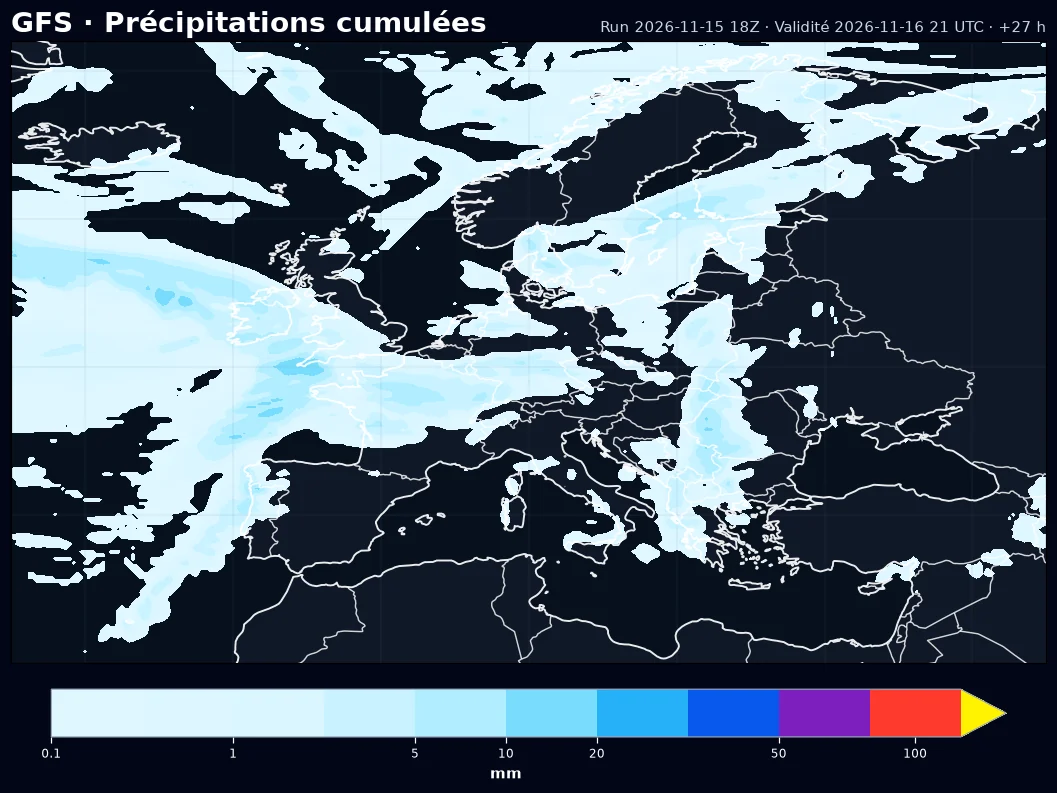 GFS · Précipitations cumulées
Run 2026-11-15 18Z · Validité 2026-11-16 21 UTC · +27 h
0.1 1 5 10 20 50 100
mm